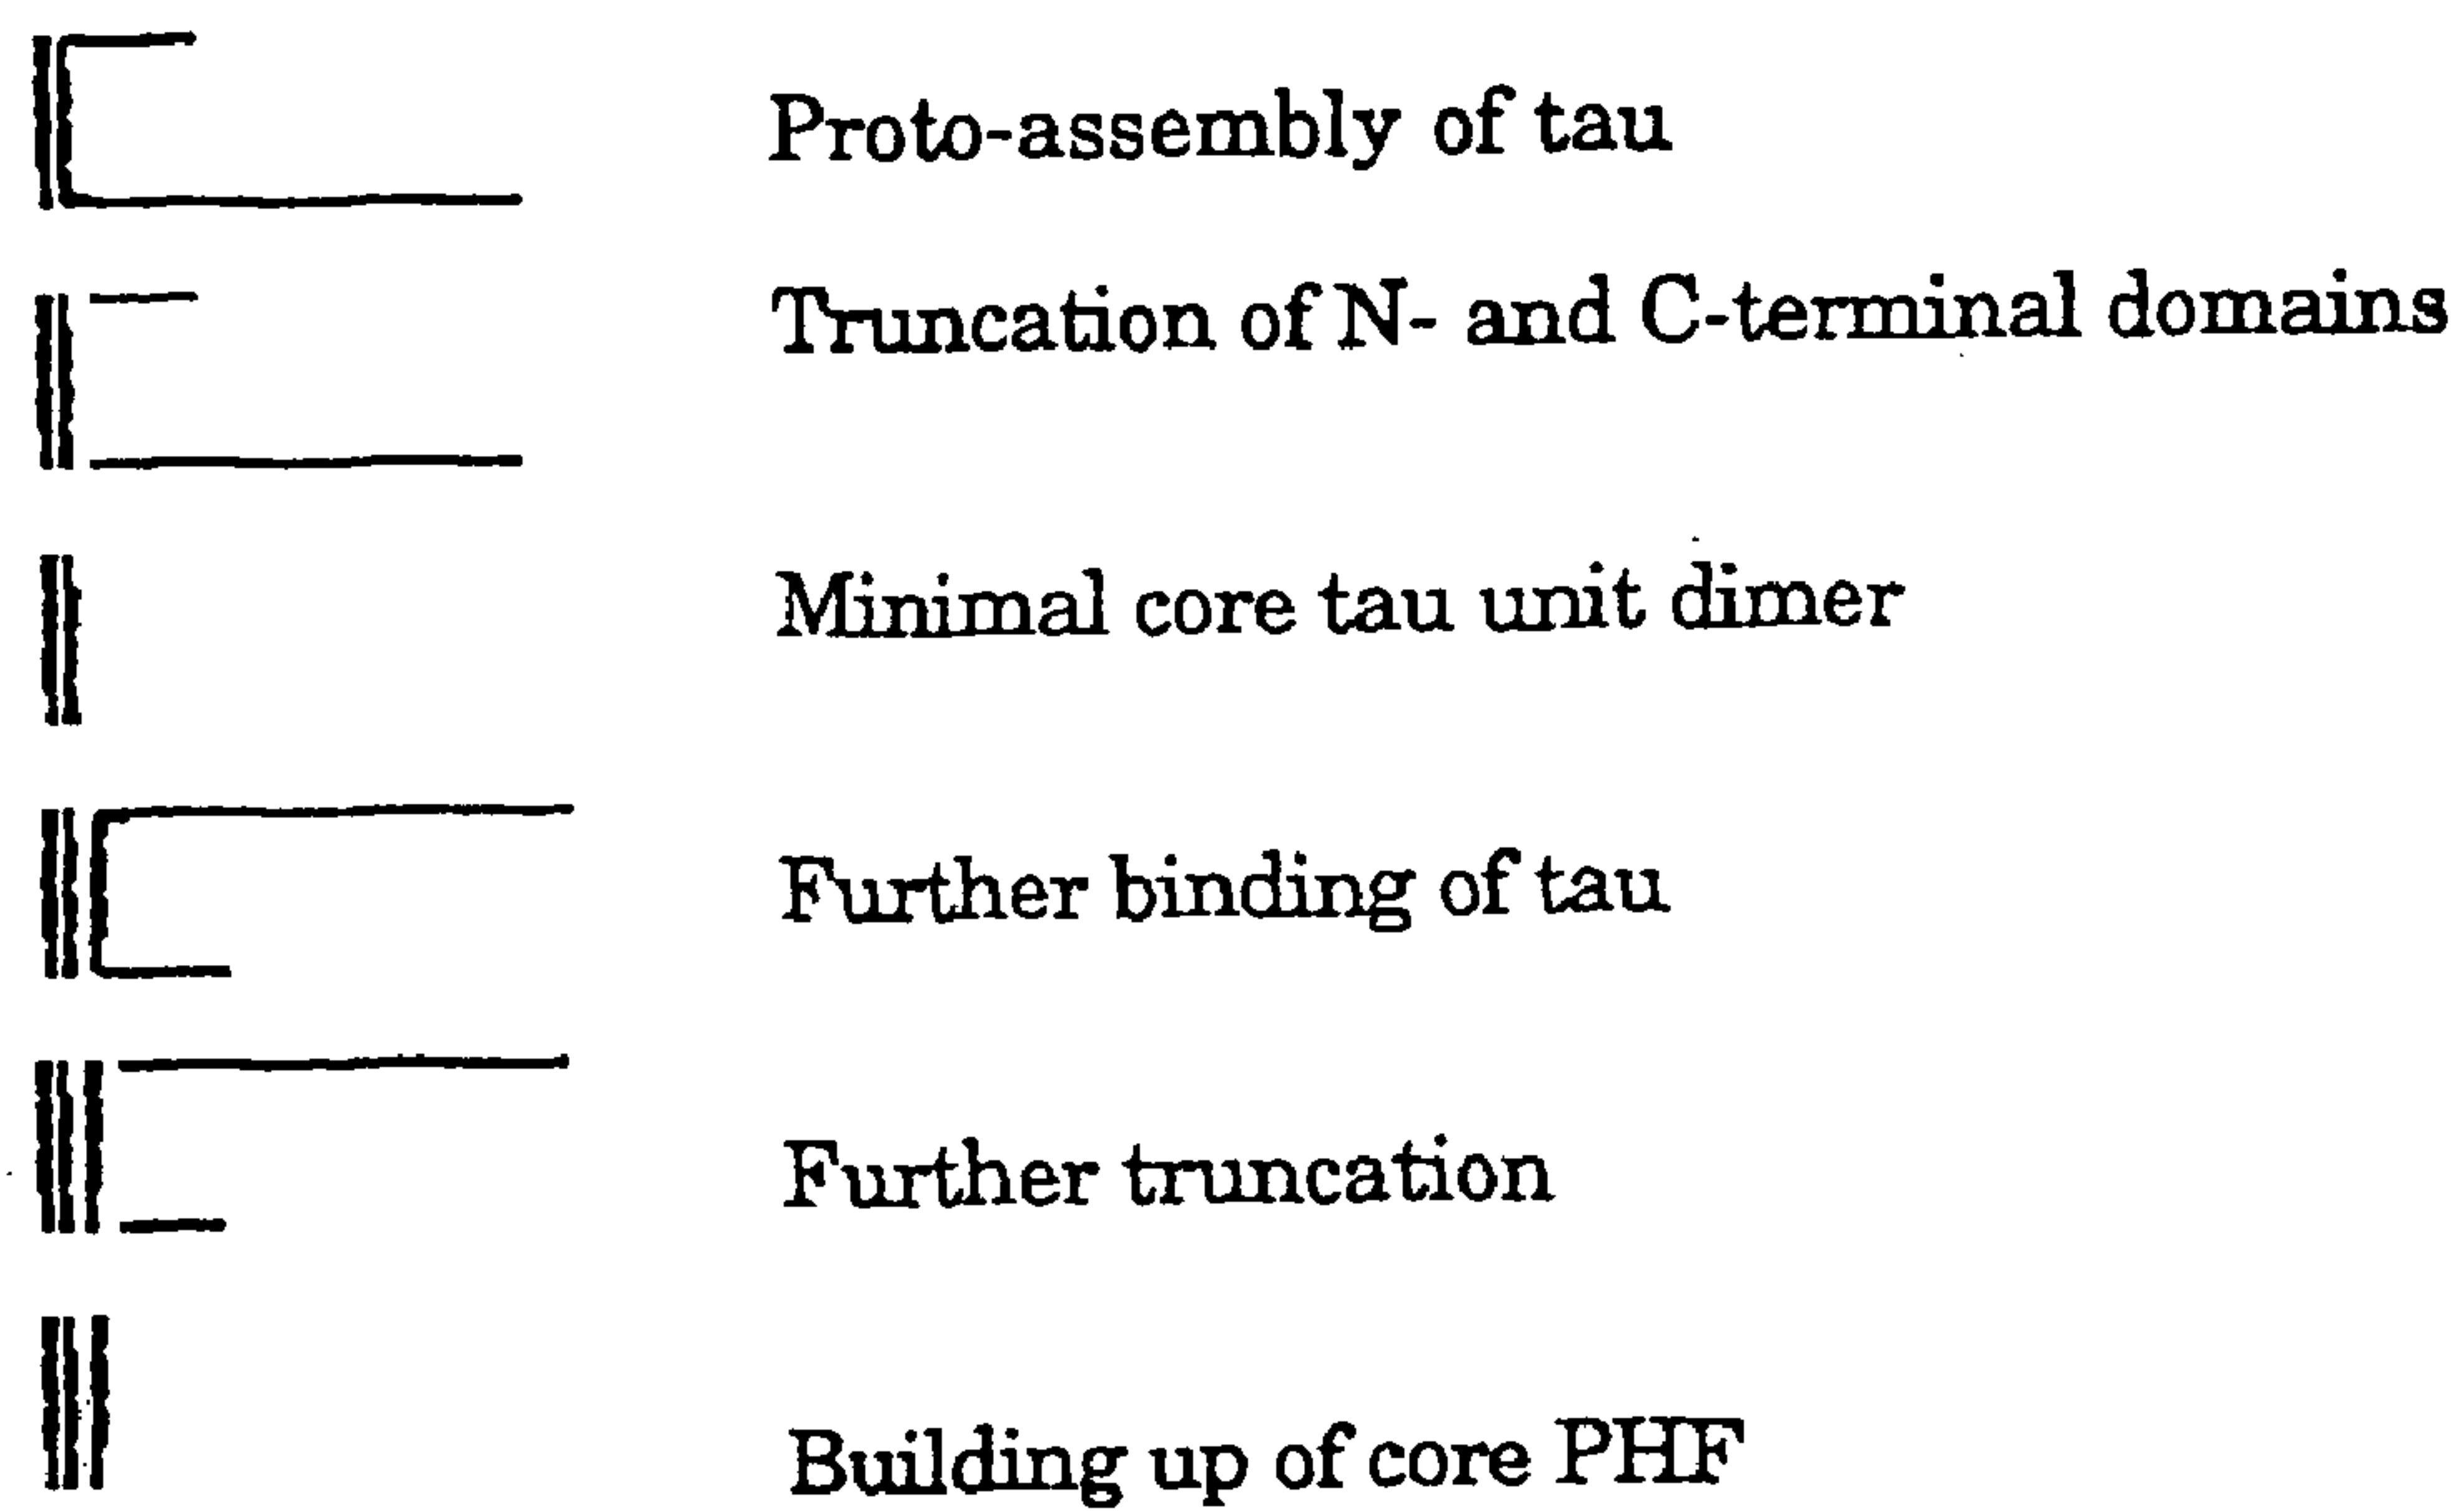 Proto-assembly of tau
Truncation of N- and C-terminal domains
Minimal core tau unit dimer
Further binding of tau
Further truncation
Building up of core PHF